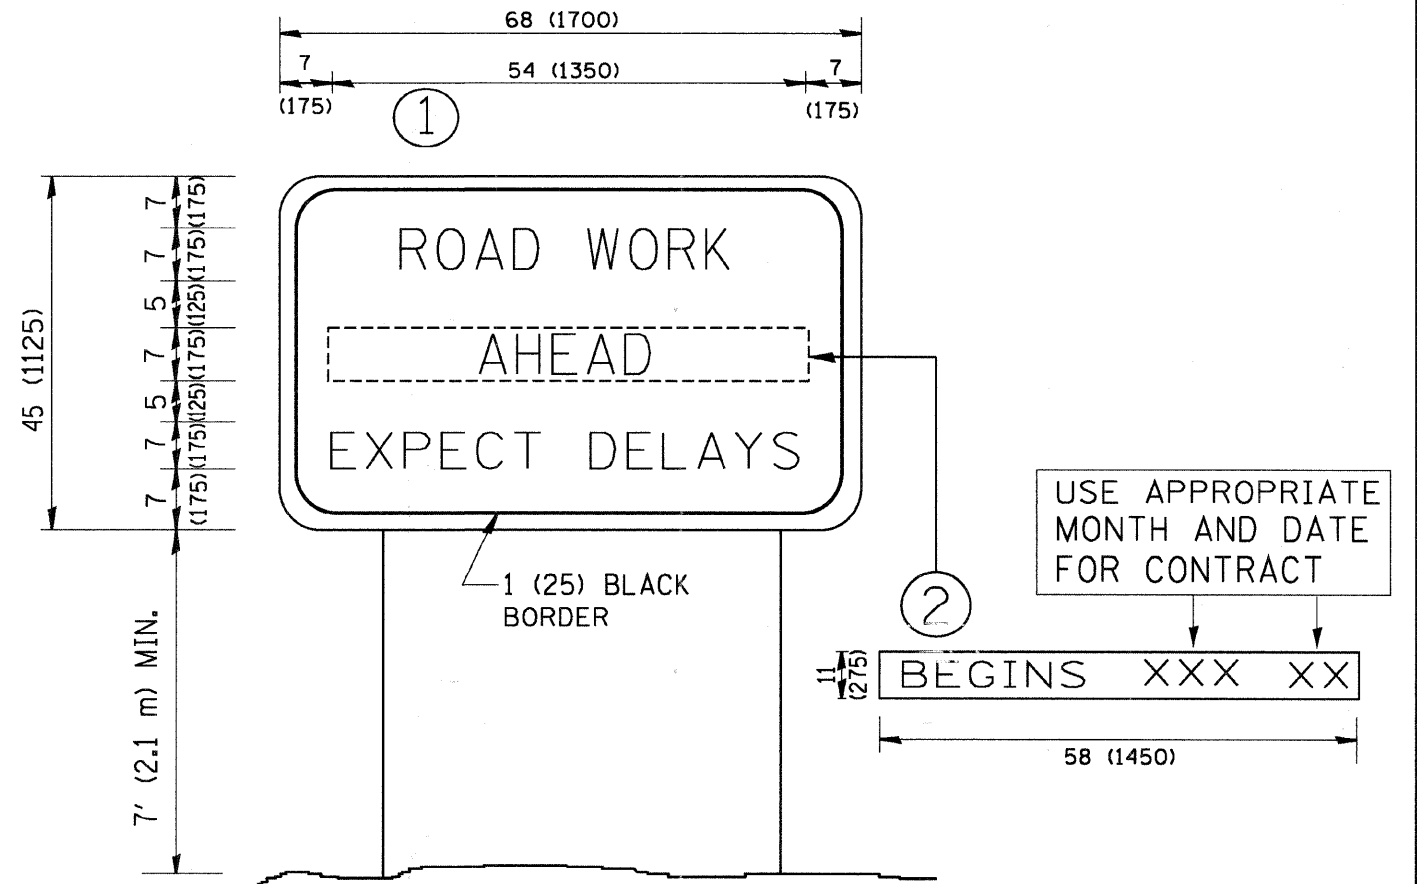 68 (1700)
7
54 (1350)
7
(175)
(175)
1
45 (1125)
7
(175)
7
(175)
5
(125)
7
(175)
5
(125)
7
(175)
7
(175)
ROAD WORK
AHEAD
EXPECT DELAYS
1 (25) BLACK
BORDER
7' (2.1 m) MIN.
USE APPROPRIATE
MONTH AND DATE
FOR CONTRACT
2
11
(275)
BEGINS XXX XX
58 (1450)